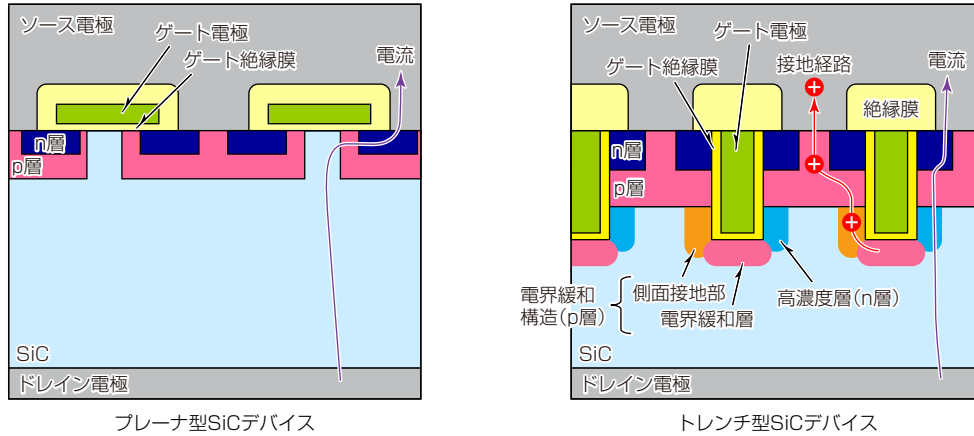 ソース電極
ゲート電極
ゲート絶縁膜
電流
n層
p層
SiC
ドレイン電極
プレーナ型SiCデバイス
ソース電極
ゲート電極
ゲート絶縁膜
接地経路
電流
絶縁膜
n層
p層
電界緩和
構造(p層)
側面接地部
電界緩和層
高濃度層(n層)
SiC
ドレイン電極
トレンチ型SiCデバイス